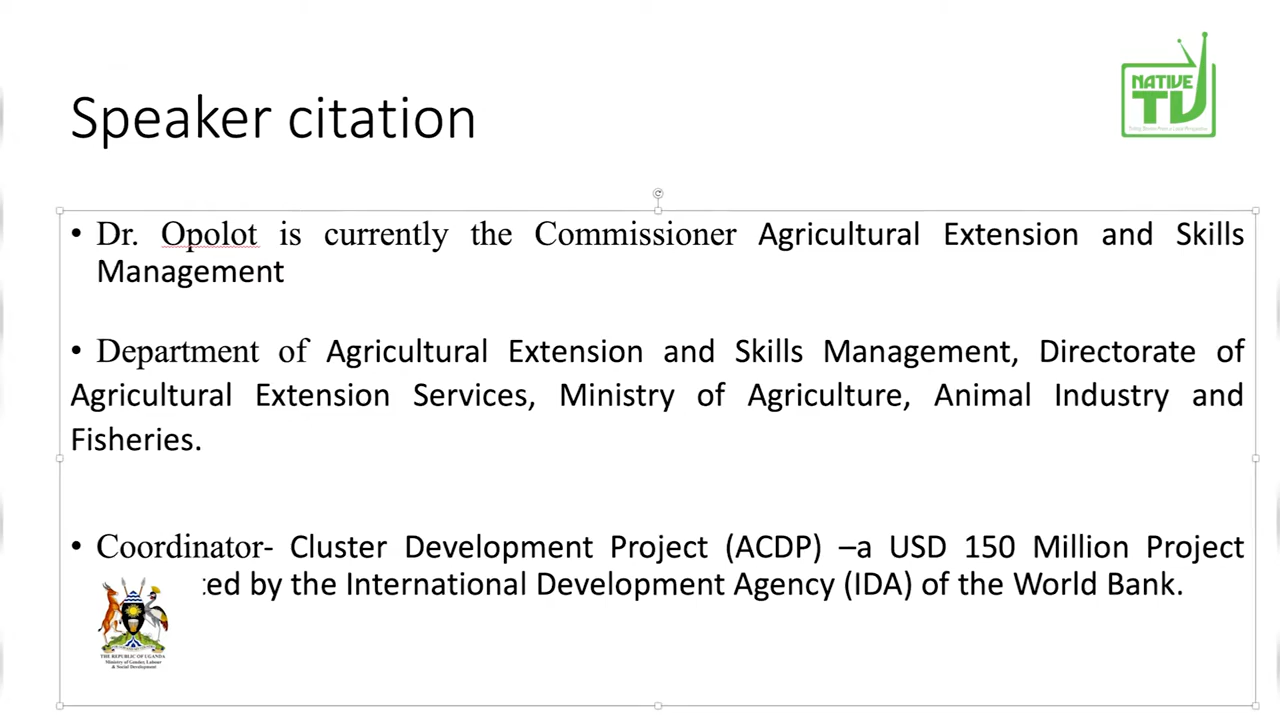 NATIVE
TV
Speaker citation
• Dr. Opolot is currently the Commissioner Agricultural Extension and Skills
Management
• Department of Agricultural Extension and Skills Management, Directorate of
Agricultural Extension Services, Ministry of Agriculture, Animal Industry and
Fisheries.
• Coordinator- Cluster Development Project (ACDP) –a USD 150 Million Project
ted by the International Development Agency (IDA) of the World Bank.
THE REPUBLIC OF UGANDA
Ministry of Gender, Labour
& Social Development